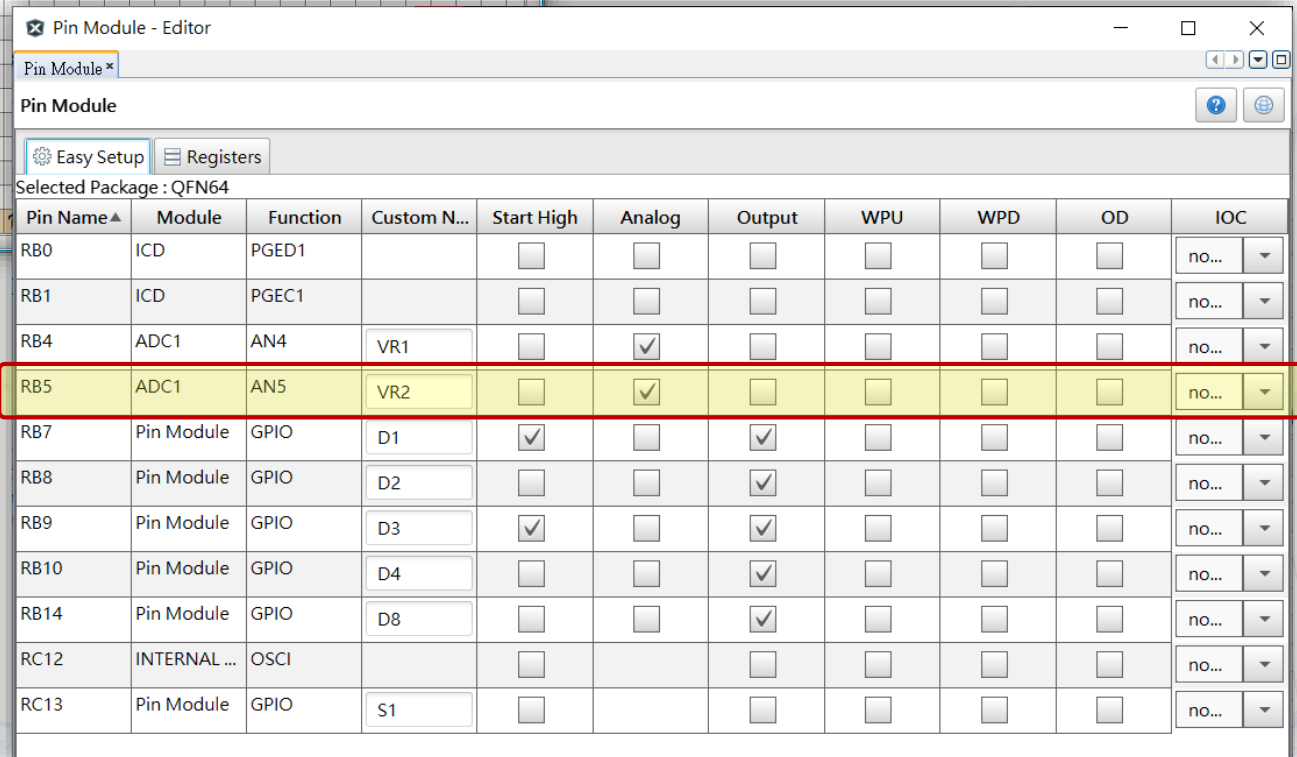 Pin Module - Editor
Pin Module
Pin Module
Easy Setup Registers
Selected Package : QFN64
Pin Name Module Function Custom N... Start High Analog Output WPU WPD OD IOC
RB0 ICD PGED1 no...
RB1 ICD PGEC1 no...
RB4 ADC1 AN4 VR1 no...
RB5 ADC1 AN5 VR2 no...
RB7 Pin Module GPIO D1 no...
RB8 Pin Module GPIO D2 no...
RB9 Pin Module GPIO D3 no...
RB10 Pin Module GPIO D4 no...
RB14 Pin Module GPIO D8 no...
RC12 INTERNAL ... OSCI no...
RC13 Pin Module GPIO S1 no...